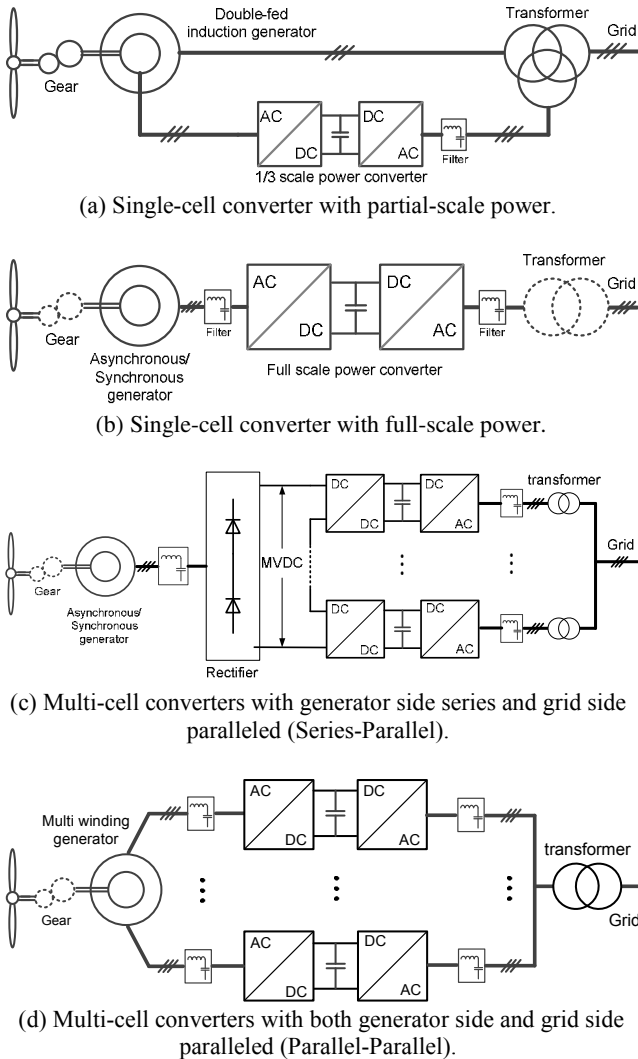 Double-fed
induction generator
Transformer
Grid
Gear
AC
DC
DC
AC
Filter
1/3 scale power converter
(a) Single-cell converter with partial-scale power.
Transformer
Grid
AC
DC
DC
AC
Gear
Filter
Filter
Asynchronous/
Synchronous
generator
Full scale power converter
(b) Single-cell converter with full-scale power.
transformer
DC
DC
DC
AC
Grid
MVDC
Gear
Asynchronous/
Synchronous
generator
DC
DC
DC
AC
Rectifier
(c) Multi-cell converters with generator side series and grid side
paralleled (Series-Parallel).
AC
DC
DC
AC
Multi winding
generator
transformer
Gear
Grid
AC
DC
DC
AC
(d) Multi-cell converters with both generator side and grid side
paralleled (Parallel-Parallel).